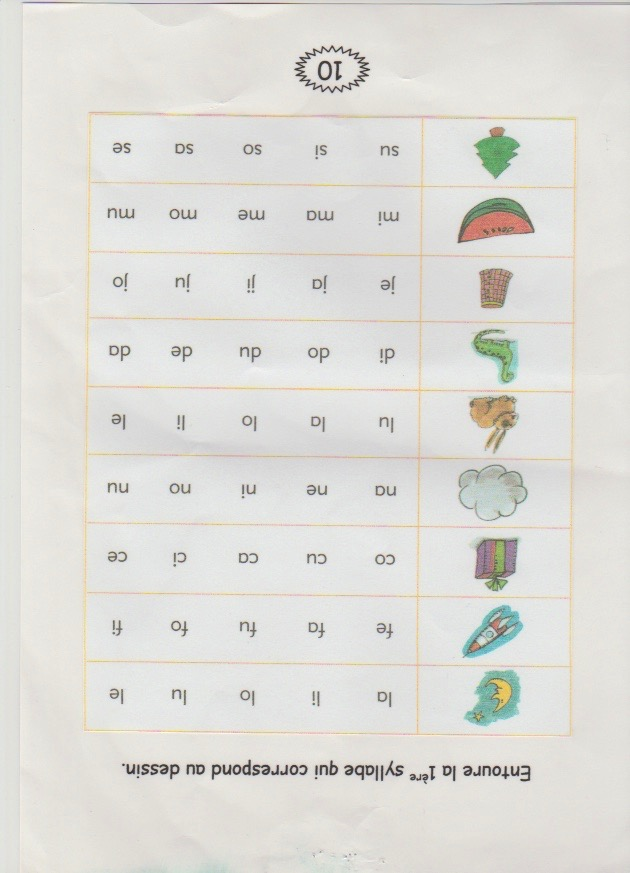 Entoure la 1ère syllabe qui correspond au dessin.
la li lo lu le
fe fa fu fo fi
co cu ca ci ce
na ne ni no nu
lu la lo li le
di do du de da
je ja ji ju jo
mi ma me mo mu
su si so sa se
10